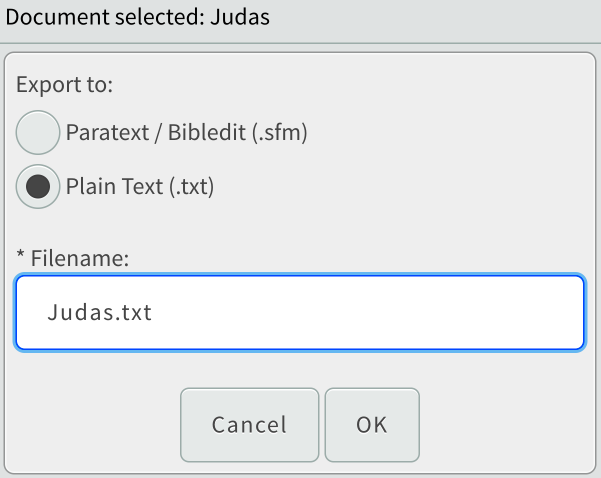 Document selected: Judas
Export to:
Paratext / Bibledit (.sfm)
Plain Text (.txt)
* Filename:
Judas.txt
Cancel OK